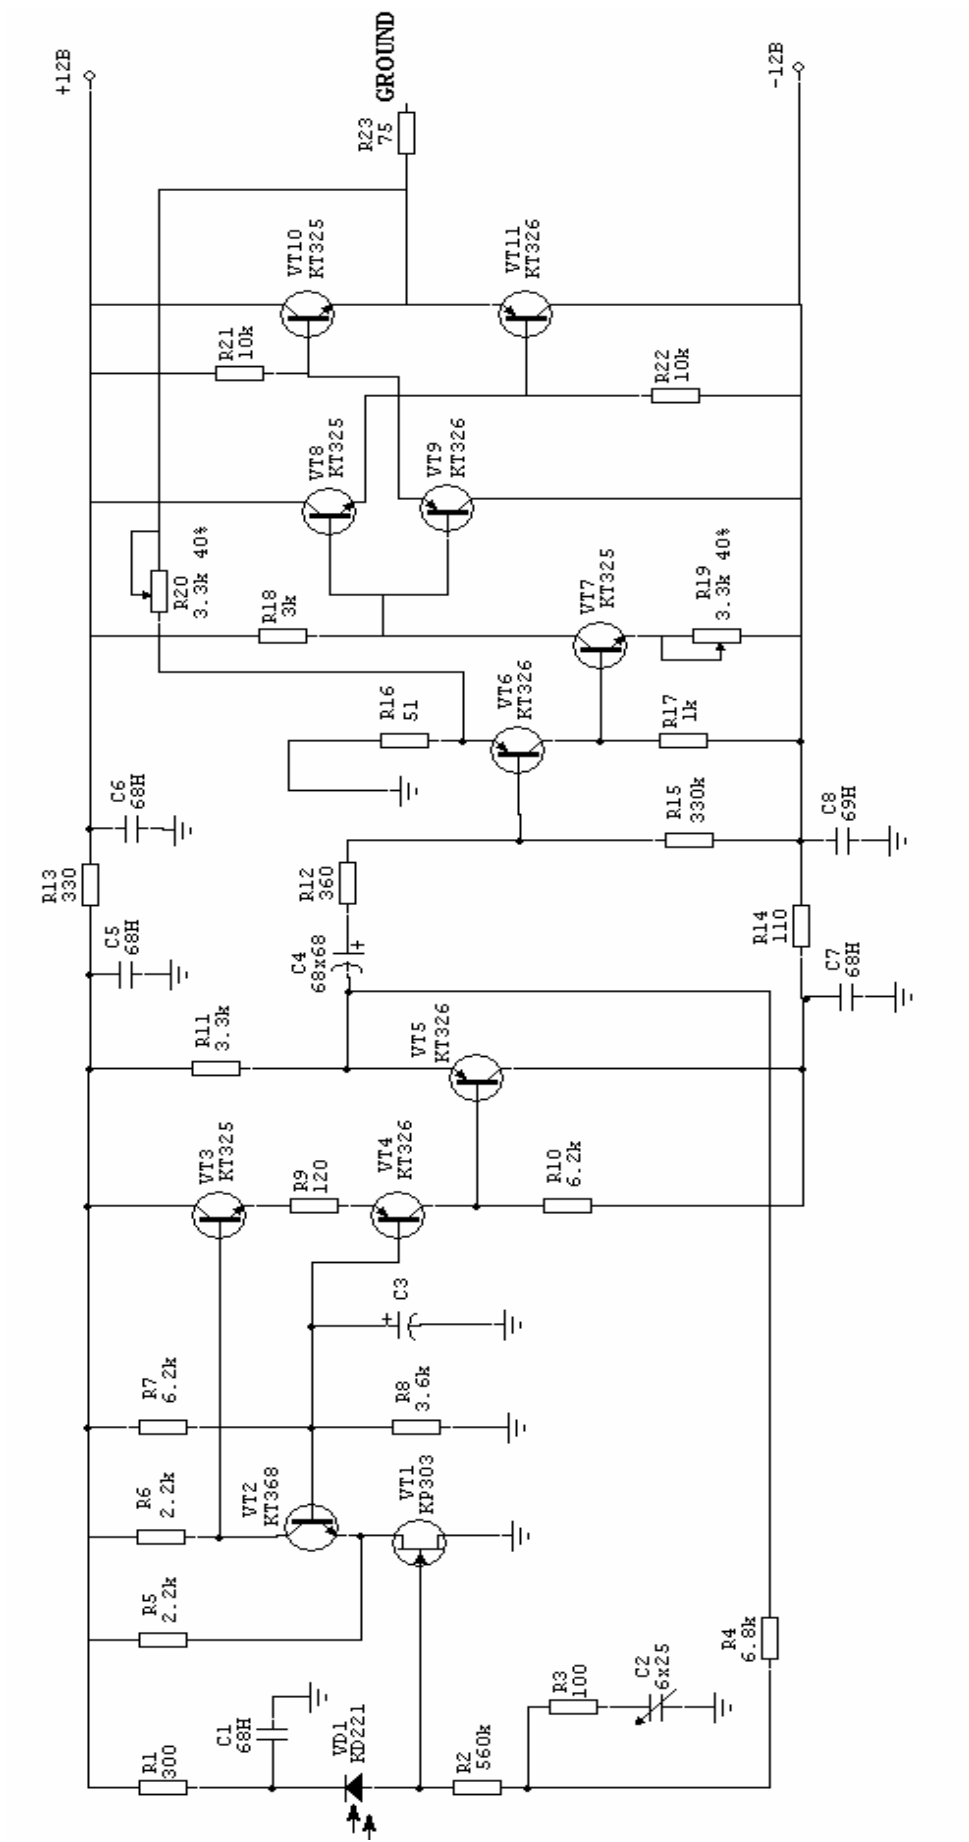 +12B
GROUND
-12B
R23
75
VT10
KT325
VT11
KT326
R21
10k
R22
10k
VT8
KT325
VT9
KT326
R20
3.3k 40%
R18
3k
VT7
KT325
R19
3.3k 40%
R16
51
VT6
KT326
R17
1k
C6
68H
R15
330k
C8
69H
R13
330
R12
360
R14
110
C5
68H
C4
68x68
+
C7
68H
R11
3.3k
VT5
KT326
VT3
KT325
R9
120
VT4
KT326
R10
6.2k
C3
+
R7
6.2k
R8
3.6k
R6
2.2k
VT2
KT368
VT1
KP303
R5
2.2k
R4
6.8k
R3
100
C2
6x25
C1
68H
R1
300
VD1
KD221
R2
560k